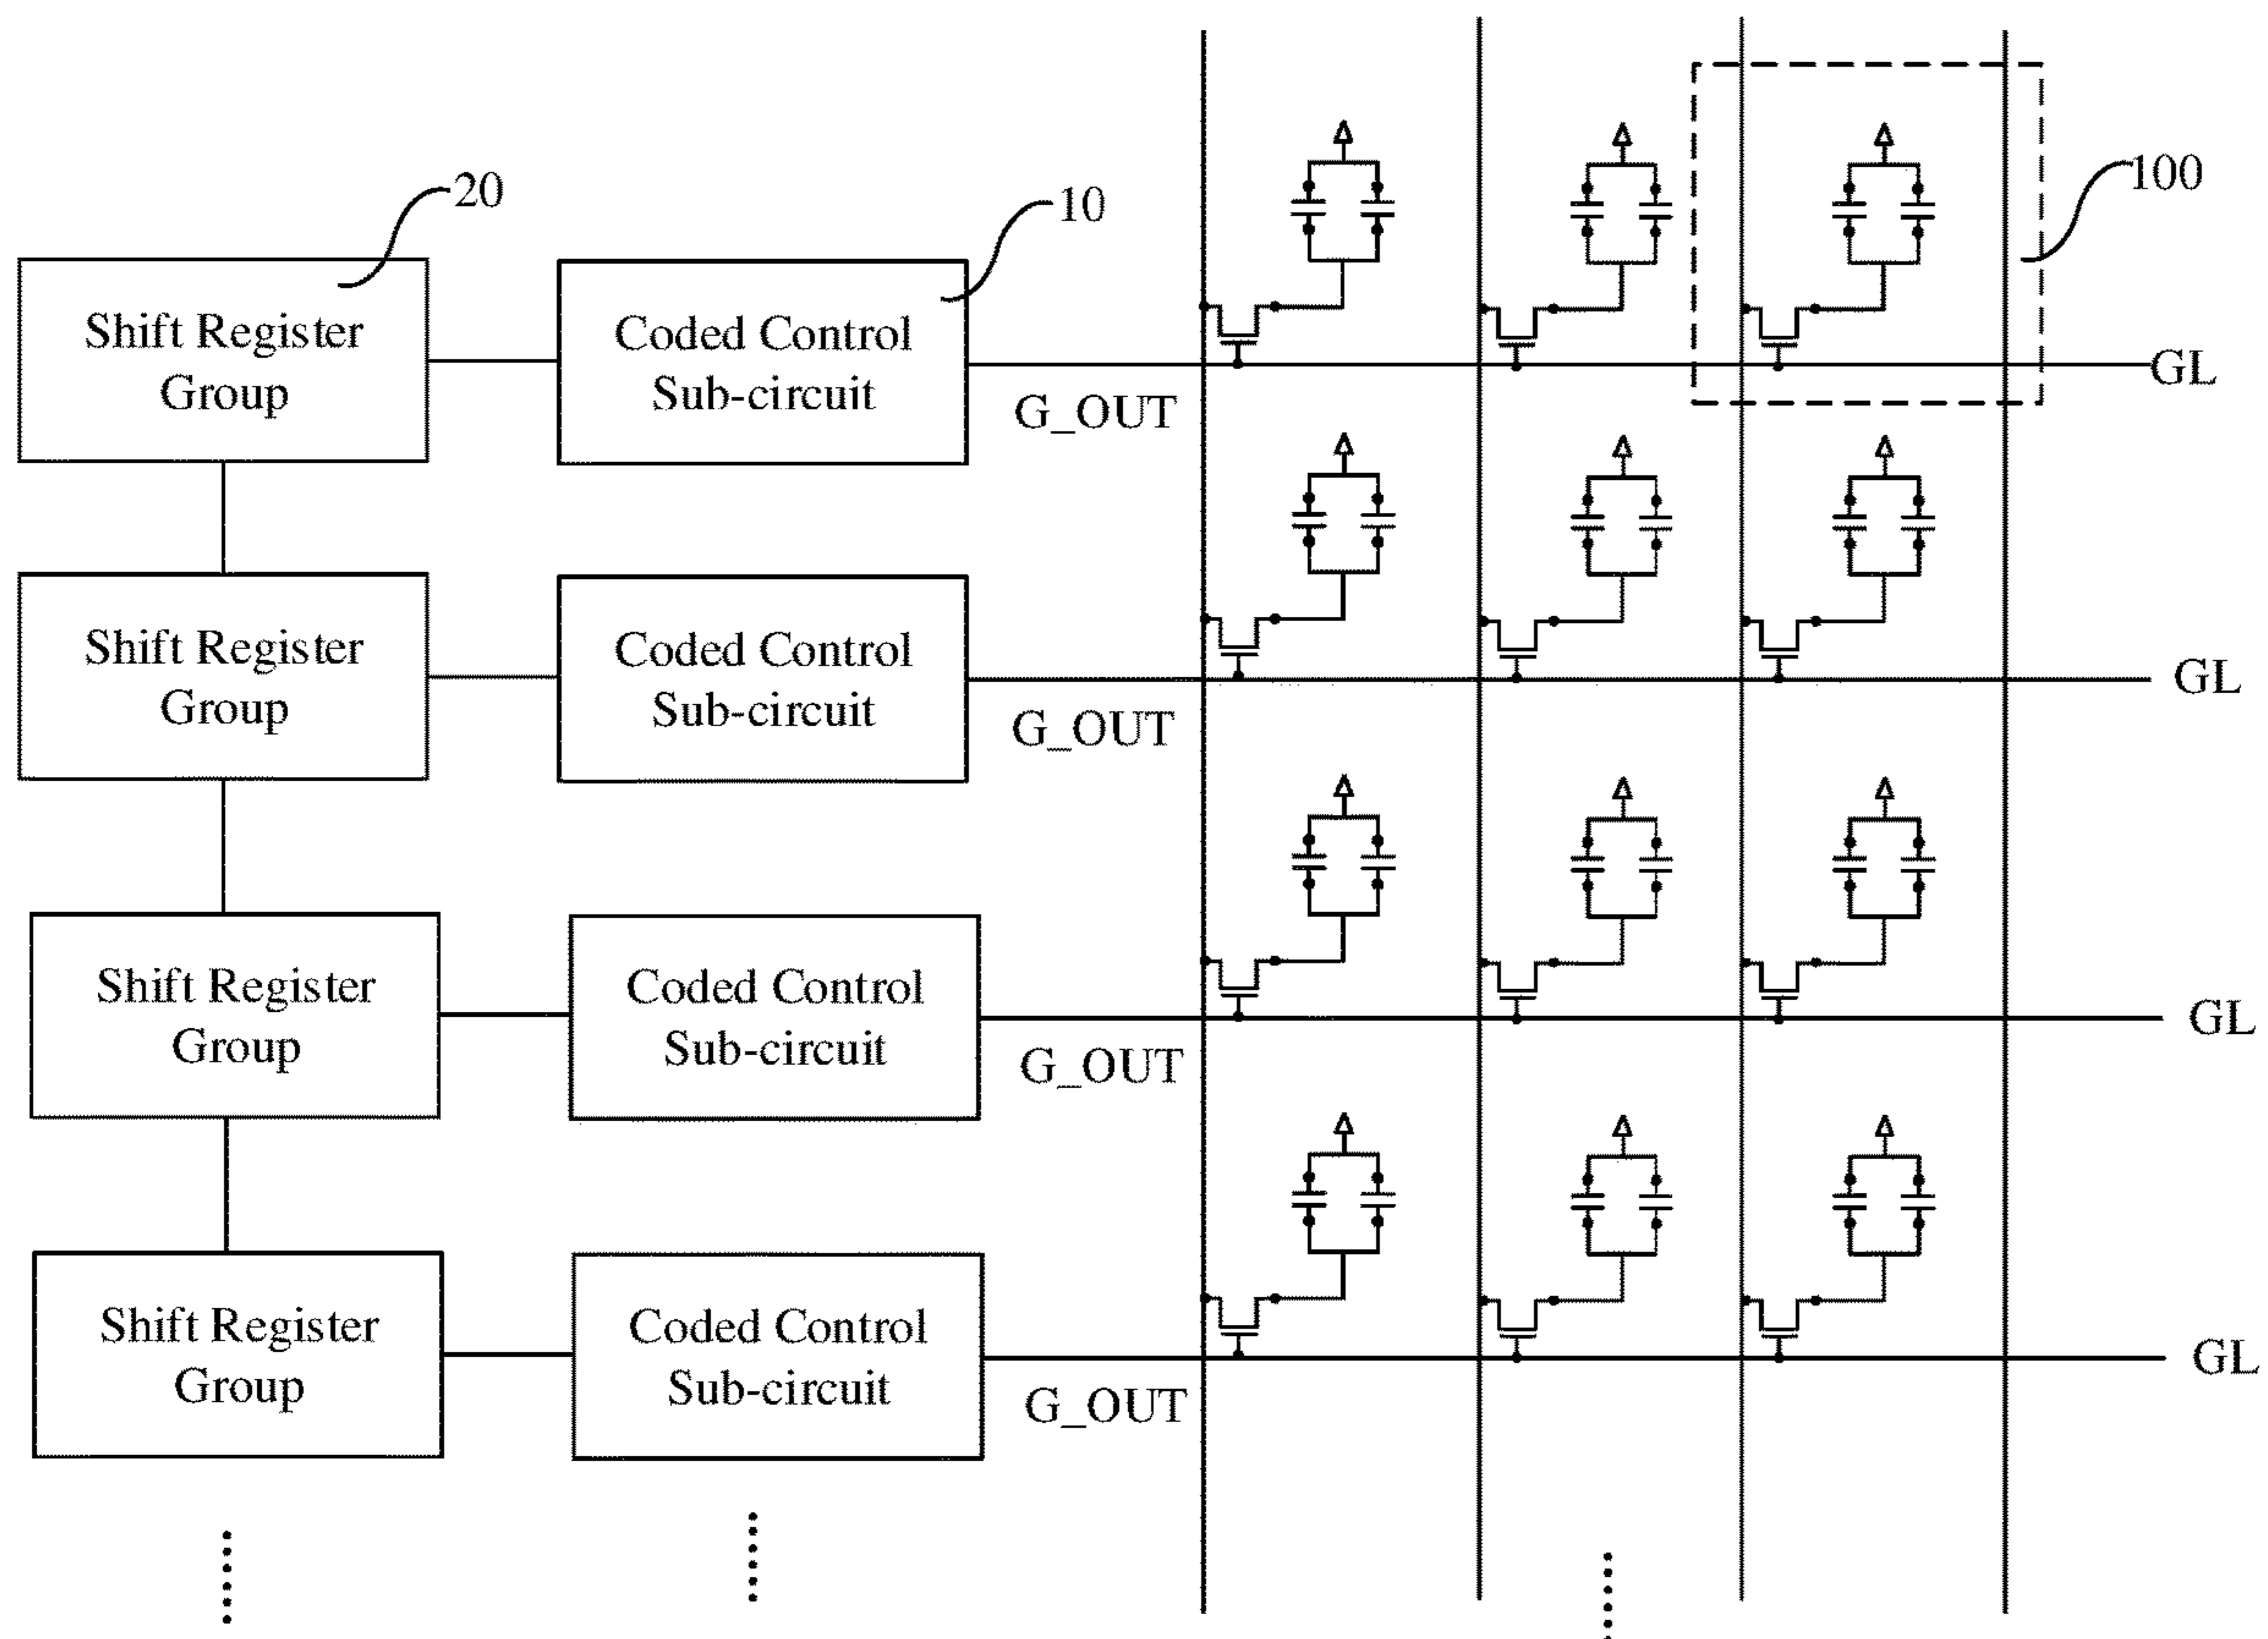 20
10
100
Shift Register
Group
Coded Control
Sub-circuit
G_OUT
GL
Shift Register
Group
Coded Control
Sub-circuit
G_OUT
GL
Shift Register
Group
Coded Control
Sub-circuit
G_OUT
GL
Shift Register
Group
Coded Control
Sub-circuit
G_OUT
GL